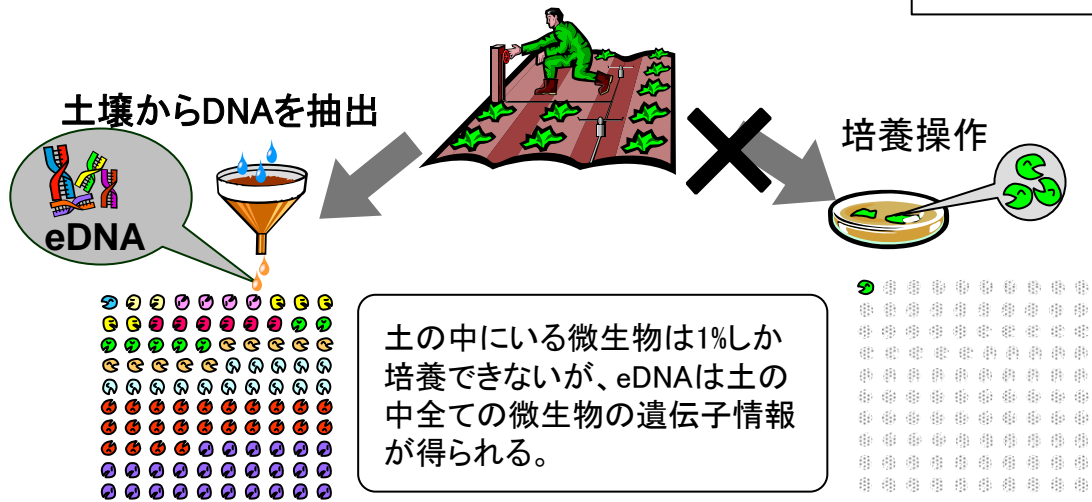 土壌からDNAを抽出
培養操作
eDNA
土の中にいる微生物は1%しか
培養できないが、eDNAは土の
中全ての微生物の遺伝子情報
が得られる。